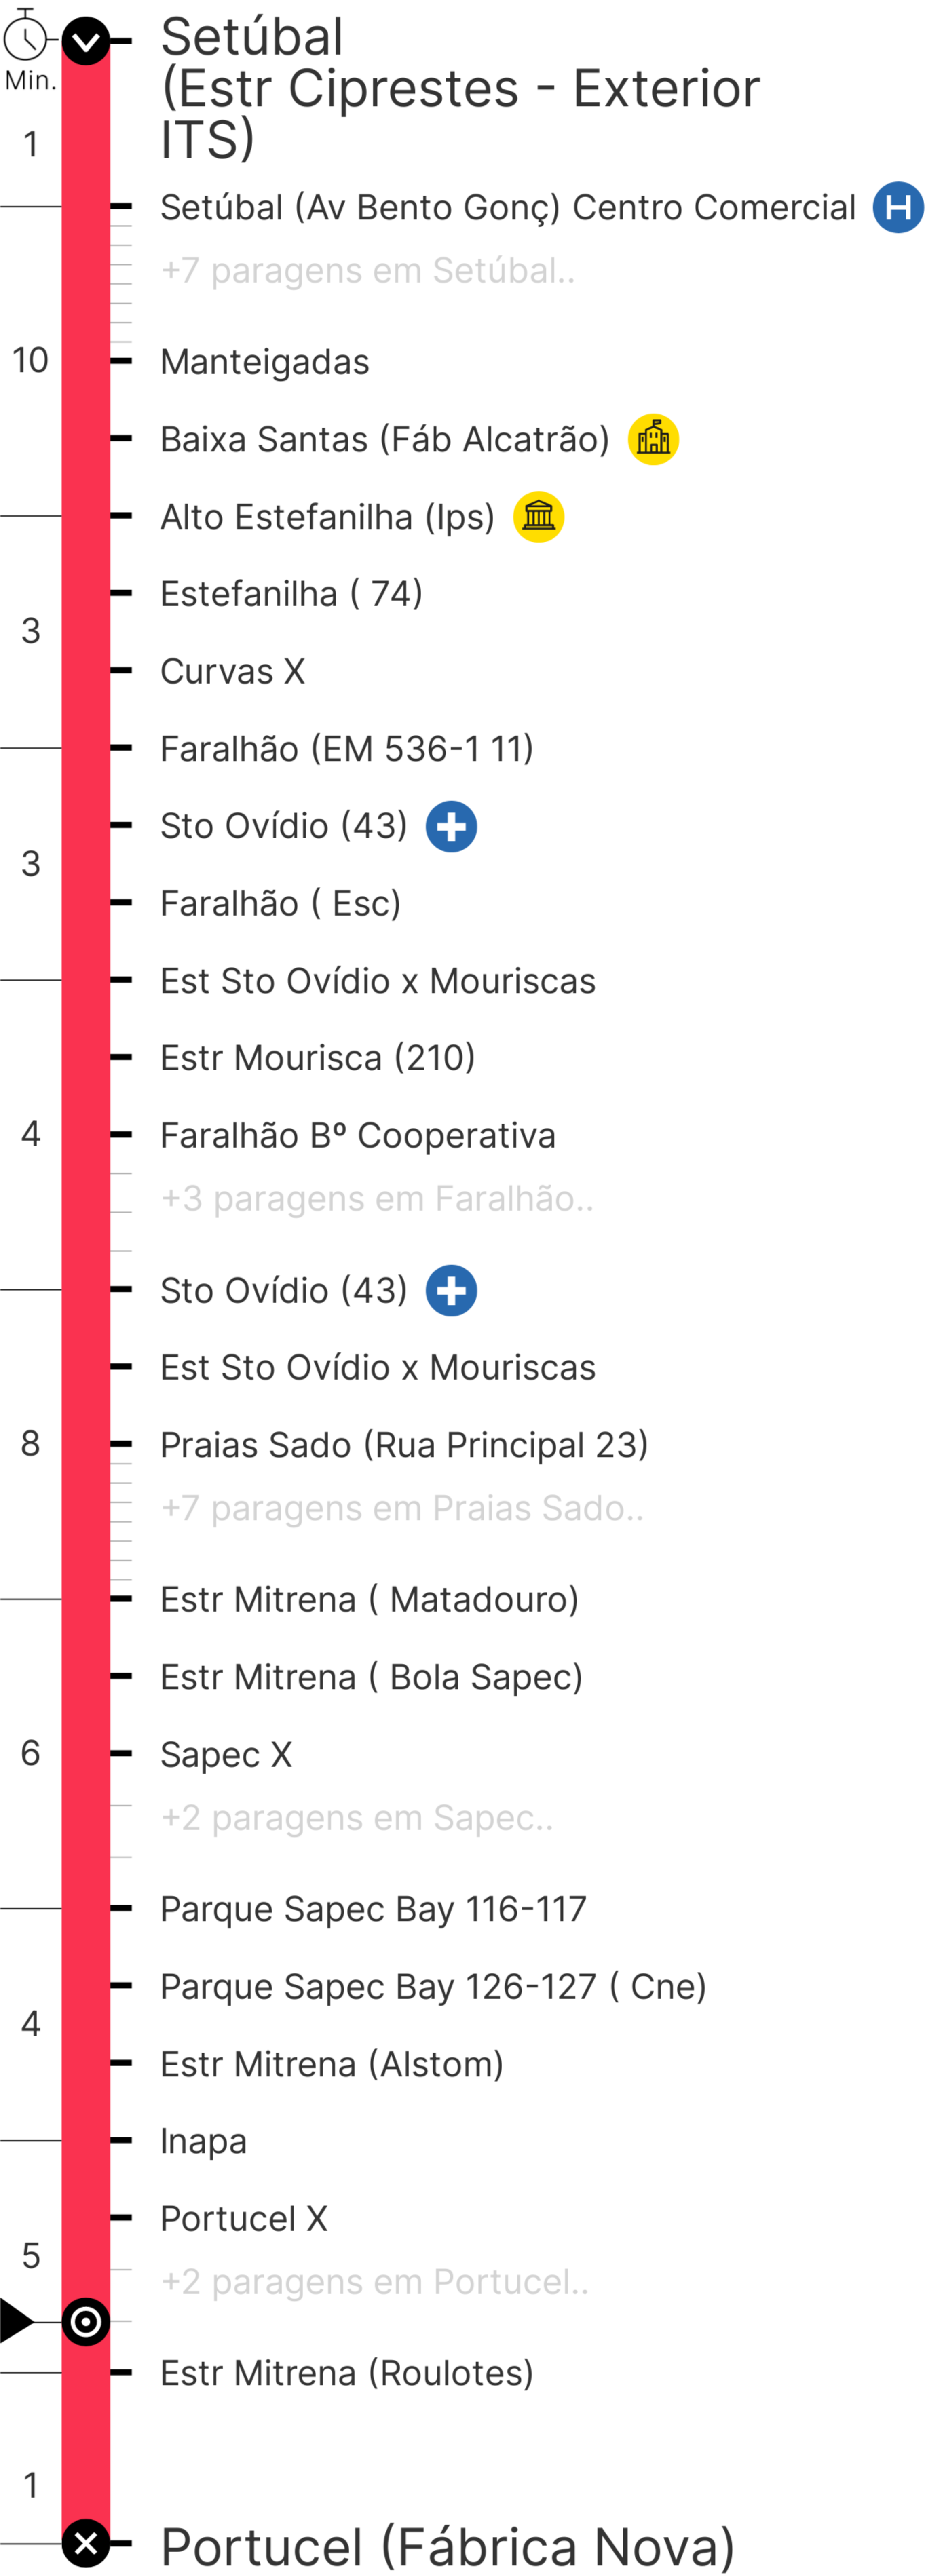 Setúbal
(Estr Ciprestes - Exterior
ITS)
Min.
1
Setúbal (Av Bento Gonç) Centro Comercial H
+7 paragens em Setúbal..
10
Manteigadas
Baixa Santas (Fáb Alcatrão)
Alto Estefanilha (Ips)
Estefanilha ( 74)
3
Curvas X
Faralhão (EM 536-1 11)
Sto Ovídio (43)
3
Faralhão ( Esc)
Est Sto Ovídio x Mouriscas
Estr Mourisca (210)
4
Faralhão Bº Cooperativa
+3 paragens em Faralhão..
Sto Ovídio (43)
Est Sto Ovídio x Mouriscas
8
Praias Sado (Rua Principal 23)
+7 paragens em Praias Sado..
Estr Mitrena ( Matadouro)
Estr Mitrena ( Bola Sapec)
6
Sapec X
+2 paragens em Sapec..
Parque Sapec Bay 116-117
Parque Sapec Bay 126-127 ( Cne)
4
Estr Mitrena (Alstom)
Inapa
Portucel X
5
+2 paragens em Portucel..
Estr Mitrena (Roulotes)
1
Portucel (Fábrica Nova)